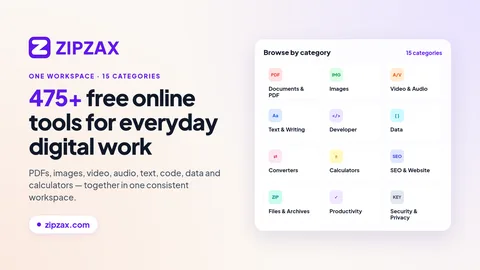 ZIPZAX
ONE WORKSPACE · 15 CATEGORIES
475+ free online
tools for everyday
digital work
PDFs, images, video, audio, text, code, data and
calculators — together in one consistent
workspace.
zipzax.com
Browse by category
15 categories
PDF
IMG
A/V
Documents &
PDF
Images
Video & Audio
Aa
</>
{ }
Text & Writing
Developer
Data
⇄
±
SEO
Converters
Calculators
SEO & Website
ZIP
✓
KEY
Files & Archives
Productivity
Security &
Privacy